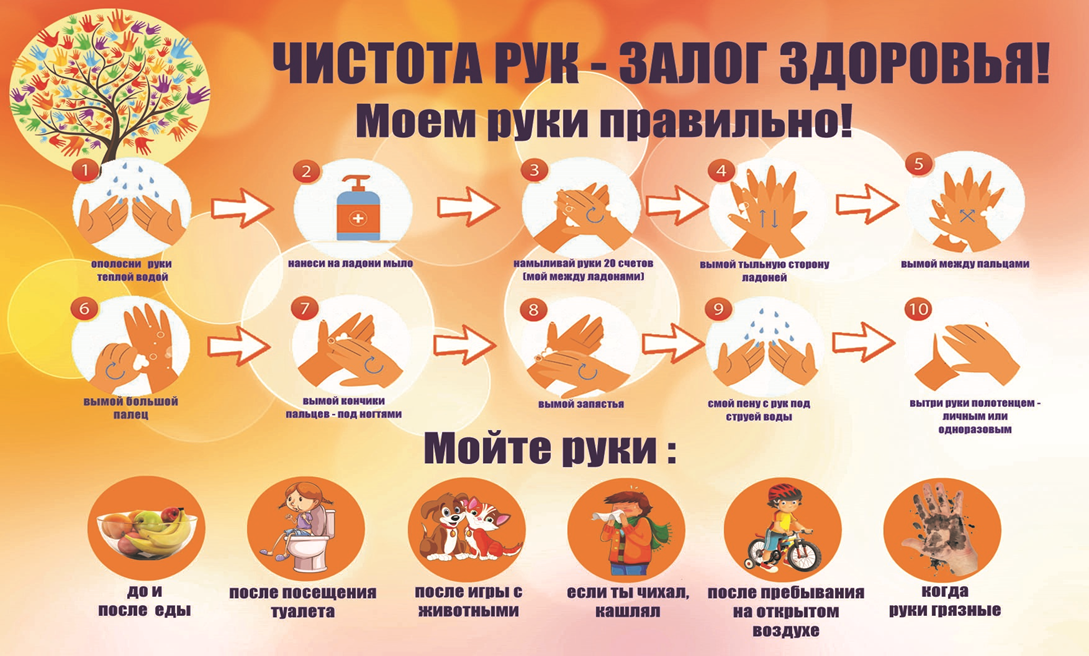 ЧИСТОТА РУК - ЗАЛОГ ЗДОРОВЬЯ!
Моем руки правильно!
1
ополосни руки
теплой водой
2
нанеси на ладони мыло
3
намыливай руки 20 счетов
(мой между ладонями)
4
вымой тыльную сторону
ладоней
5
вымой между пальцами
6
вымой большой
палец
7
вымой кончики
пальцев - под ногтями
8
вымой запястья
9
смой пену с рук под
струей воды
10
вытри руки полотенцем -
личным или
одноразовым
Мойте руки :
до и
после еды
после посещения
туалета
после игры с
животными
если ты чихал,
кашлял
после пребывания
на открытом
воздухе
когда
руки грязные